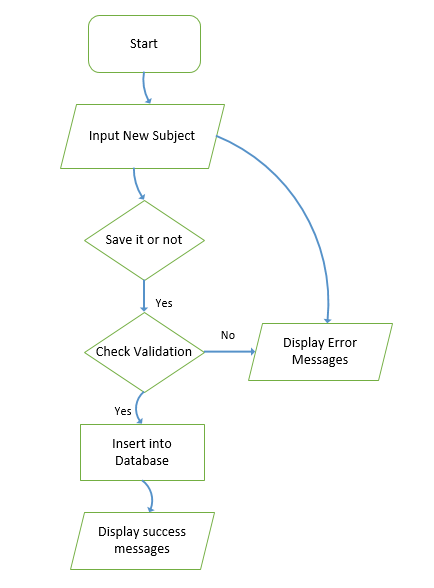 Start
Input New Subject
Save it or not
Yes
Check Validation
No
Display Error
Messages
Yes
Insert into
Database
Display success
messages